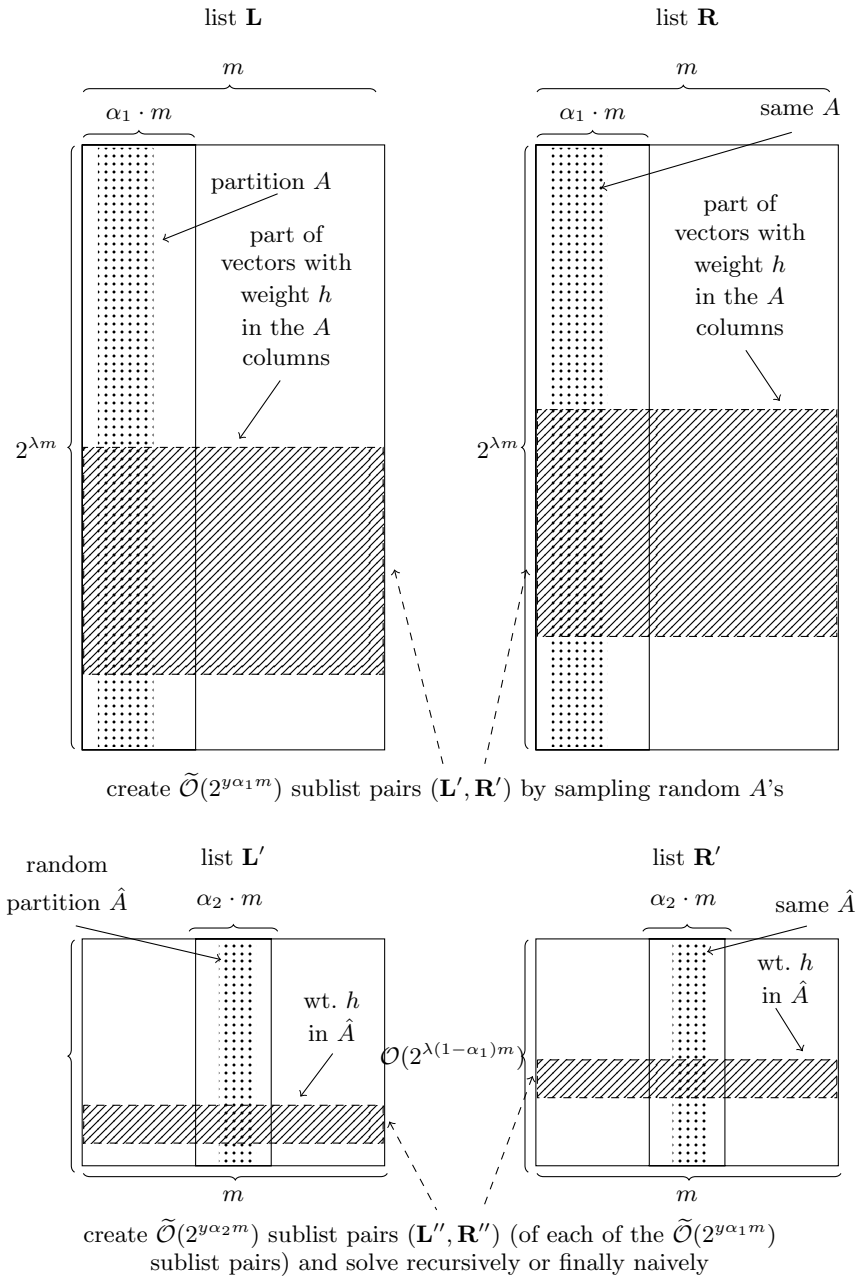 list L
list R
m
m
α₁ · m
α₁ · m
same A
partition A
part of
vectors with
weight h
in the A
columns
part of
vectors with
weight h
in the A
columns
2^{λm}
2^{λm}
create Õ(2^{yα₁m}) sublist pairs (L′, R′) by sampling random A's
list L′
list R′
random
partition Â
α₂ · m
α₂ · m
same Â
wt. h
in Â
wt. h
in Â
O(2^{λ(1−α₁)m})
m
m
create Õ(2^{yα₂m}) sublist pairs (L′′, R′′) (of each of the Õ(2^{yα₁m})
sublist pairs) and solve recursively or finally naively